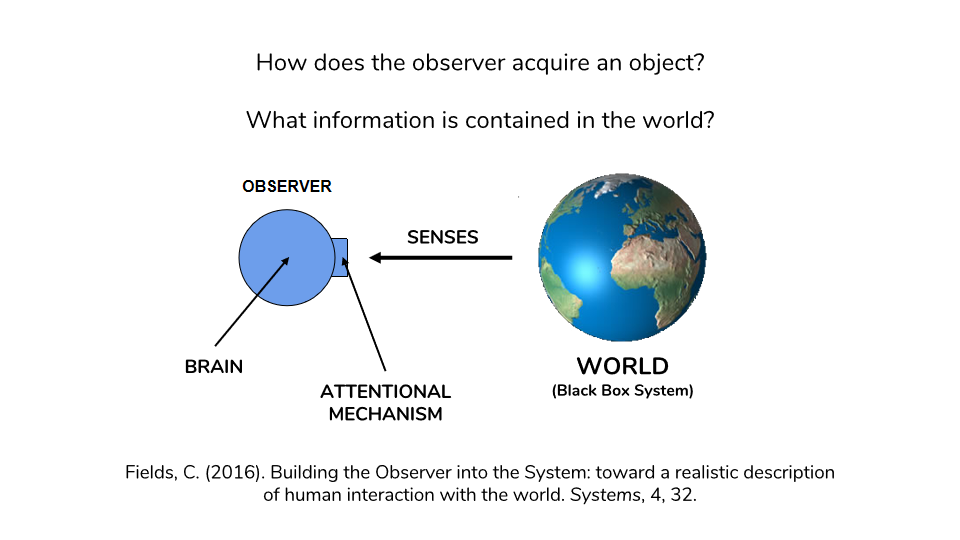 How does the observer acquire an object?
What information is contained in the world?
OBSERVER
SENSES
BRAIN
ATTENTIONAL
MECHANISM
WORLD
(Black Box System)
Fields, C. (2016). Building the Observer into the System: toward a realistic description
of human interaction with the world. Systems, 4, 32.